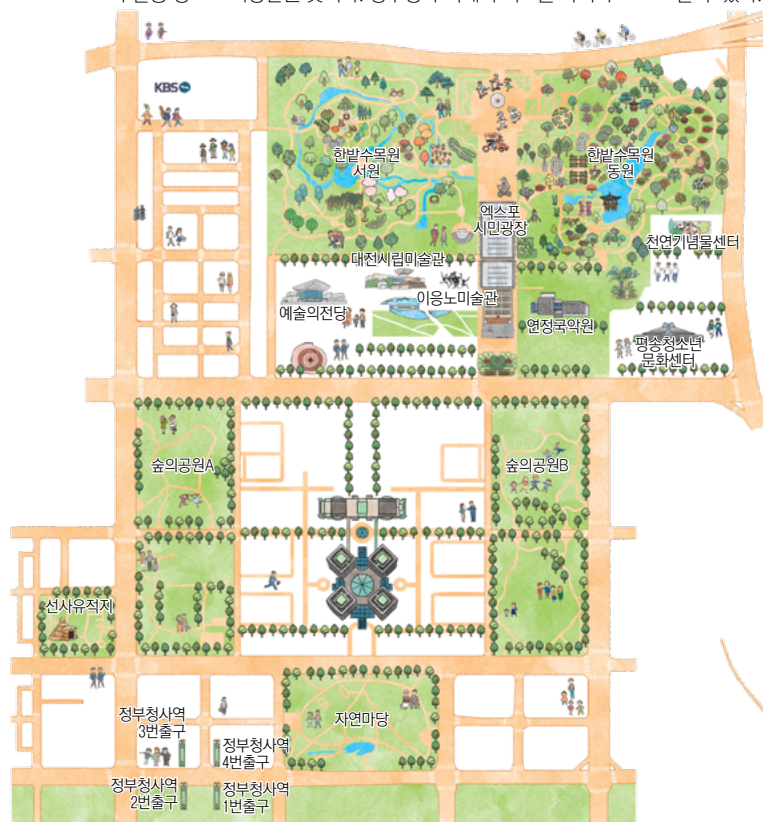 KBS
한밭수목원
서원
한밭수목원
동원
엑스포
시민광장
천연기념물센터
대전시립미술관
이응노미술관
예술의전당
연정국악원
평송청소년
문화센터
숲의공원A
숲의공원B
선사유적지
자연마당
정부청사역
3번출구
정부청사역
4번출구
정부청사역
2번출구
정부청사역
1번출구